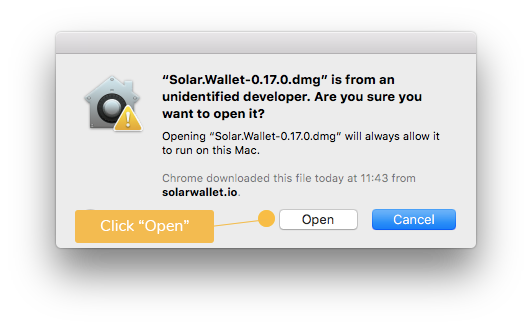 “Solar.Wallet-0.17.0.dmg” is from an
unidentified developer. Are you sure you
want to open it?
Opening “Solar.Wallet-0.17.0.dmg” will always allow it
to run on this Mac.
Chrome downloaded this file today at 11:43 from
solarwallet.io.
Click “Open”
Open
Cancel